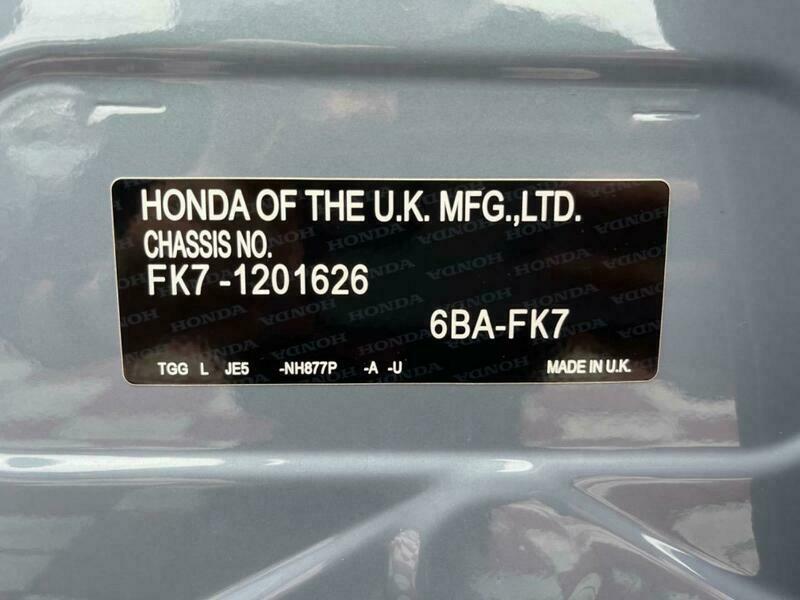 HONDA OF THE U.K. MFG.,LTD.
CHASSIS NO.
FK7 -1201626
6BA-FK7
TGG L JE5 -NH877P -A -U MADE IN U.K.